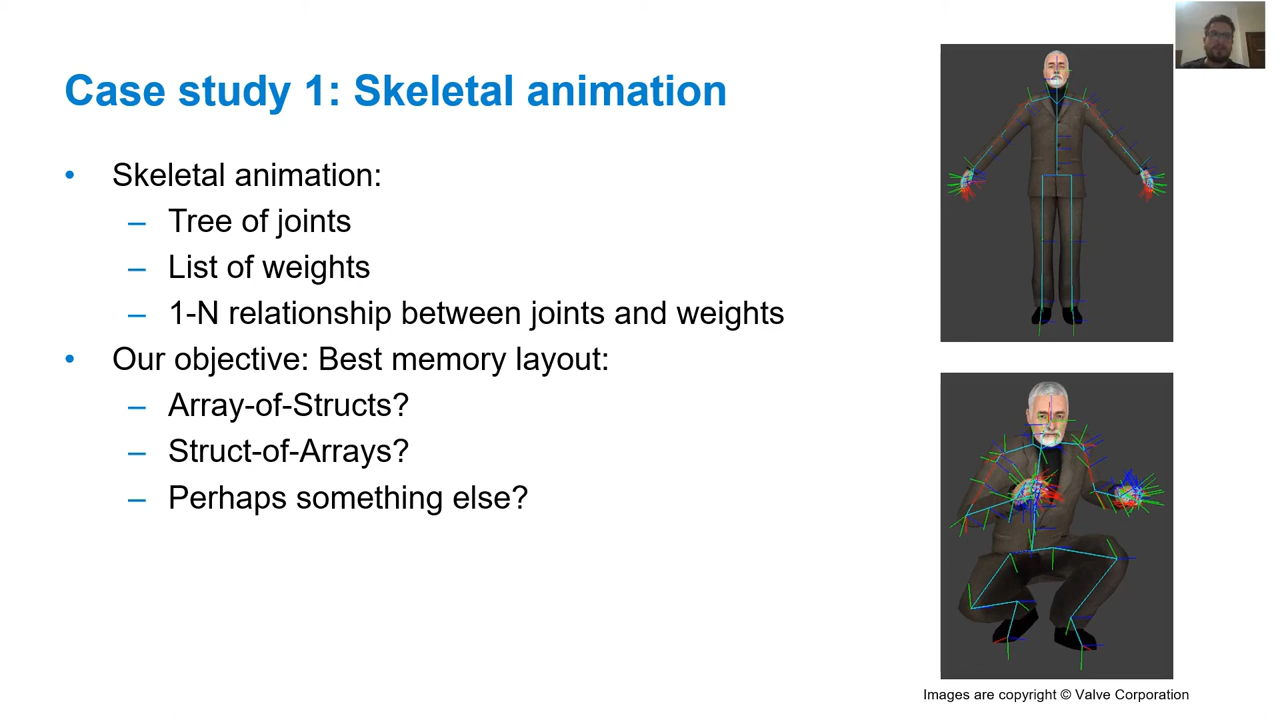 Case study 1: Skeletal animation
• Skeletal animation:
– Tree of joints
– List of weights
– 1-N relationship between joints and weights
• Our objective: Best memory layout:
– Array-of-Structs?
– Struct-of-Arrays?
– Perhaps something else?
Images are copyright © Valve Corporation